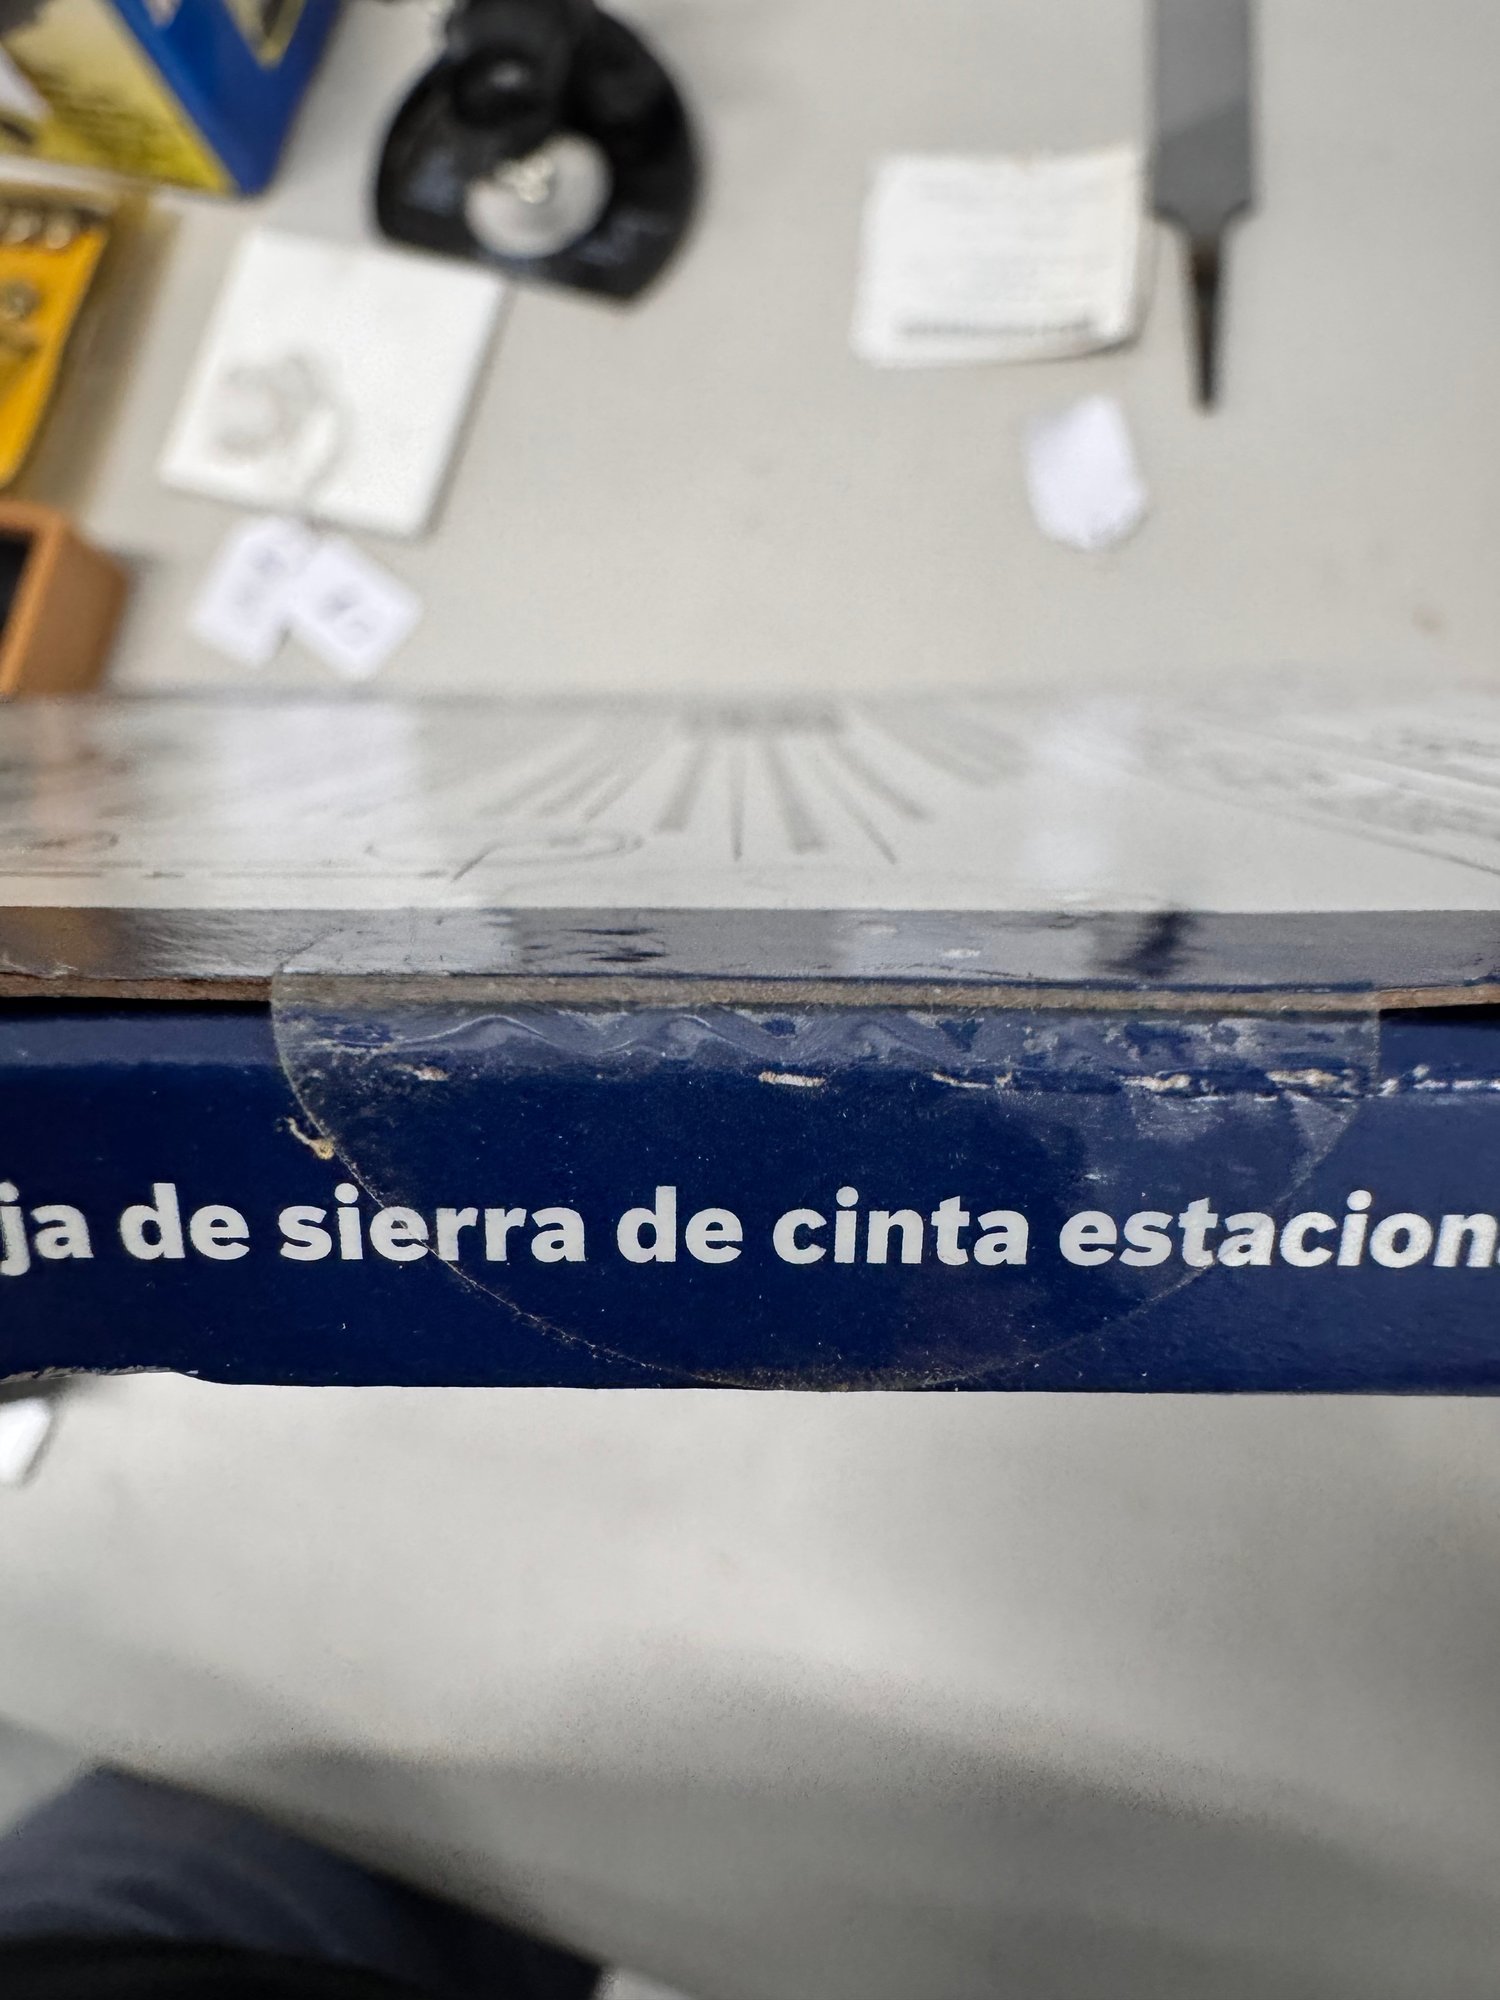 ja de sierra de cinta estacion